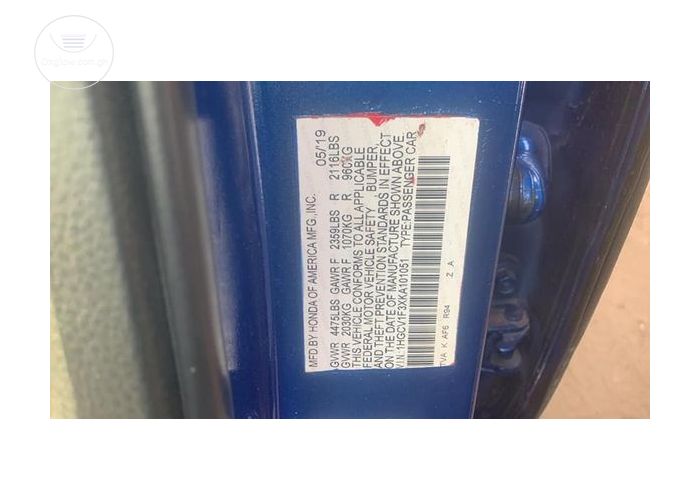 MFD BY HONDA OF AMERICA MFG.,INC. 05/19
GVWR 4475LBS GAWR F 2359LBS R 2116LBS
GVWR 2030KG GAWR F 1070KG R 960KG
THIS VEHICLE CONFORMS TO ALL APPLICABLE
FEDERAL MOTOR VEHICLE SAFETY, BUMPER,
AND THEFT PREVENTION STANDARDS IN EFFECT
ON THE DATE OF MANUFACTURE SHOWN ABOVE.
V.I.N: 1HGCV1F3XKA101051 TYPE:PASSENGER CAR
TVA K AF6 R94 Z A